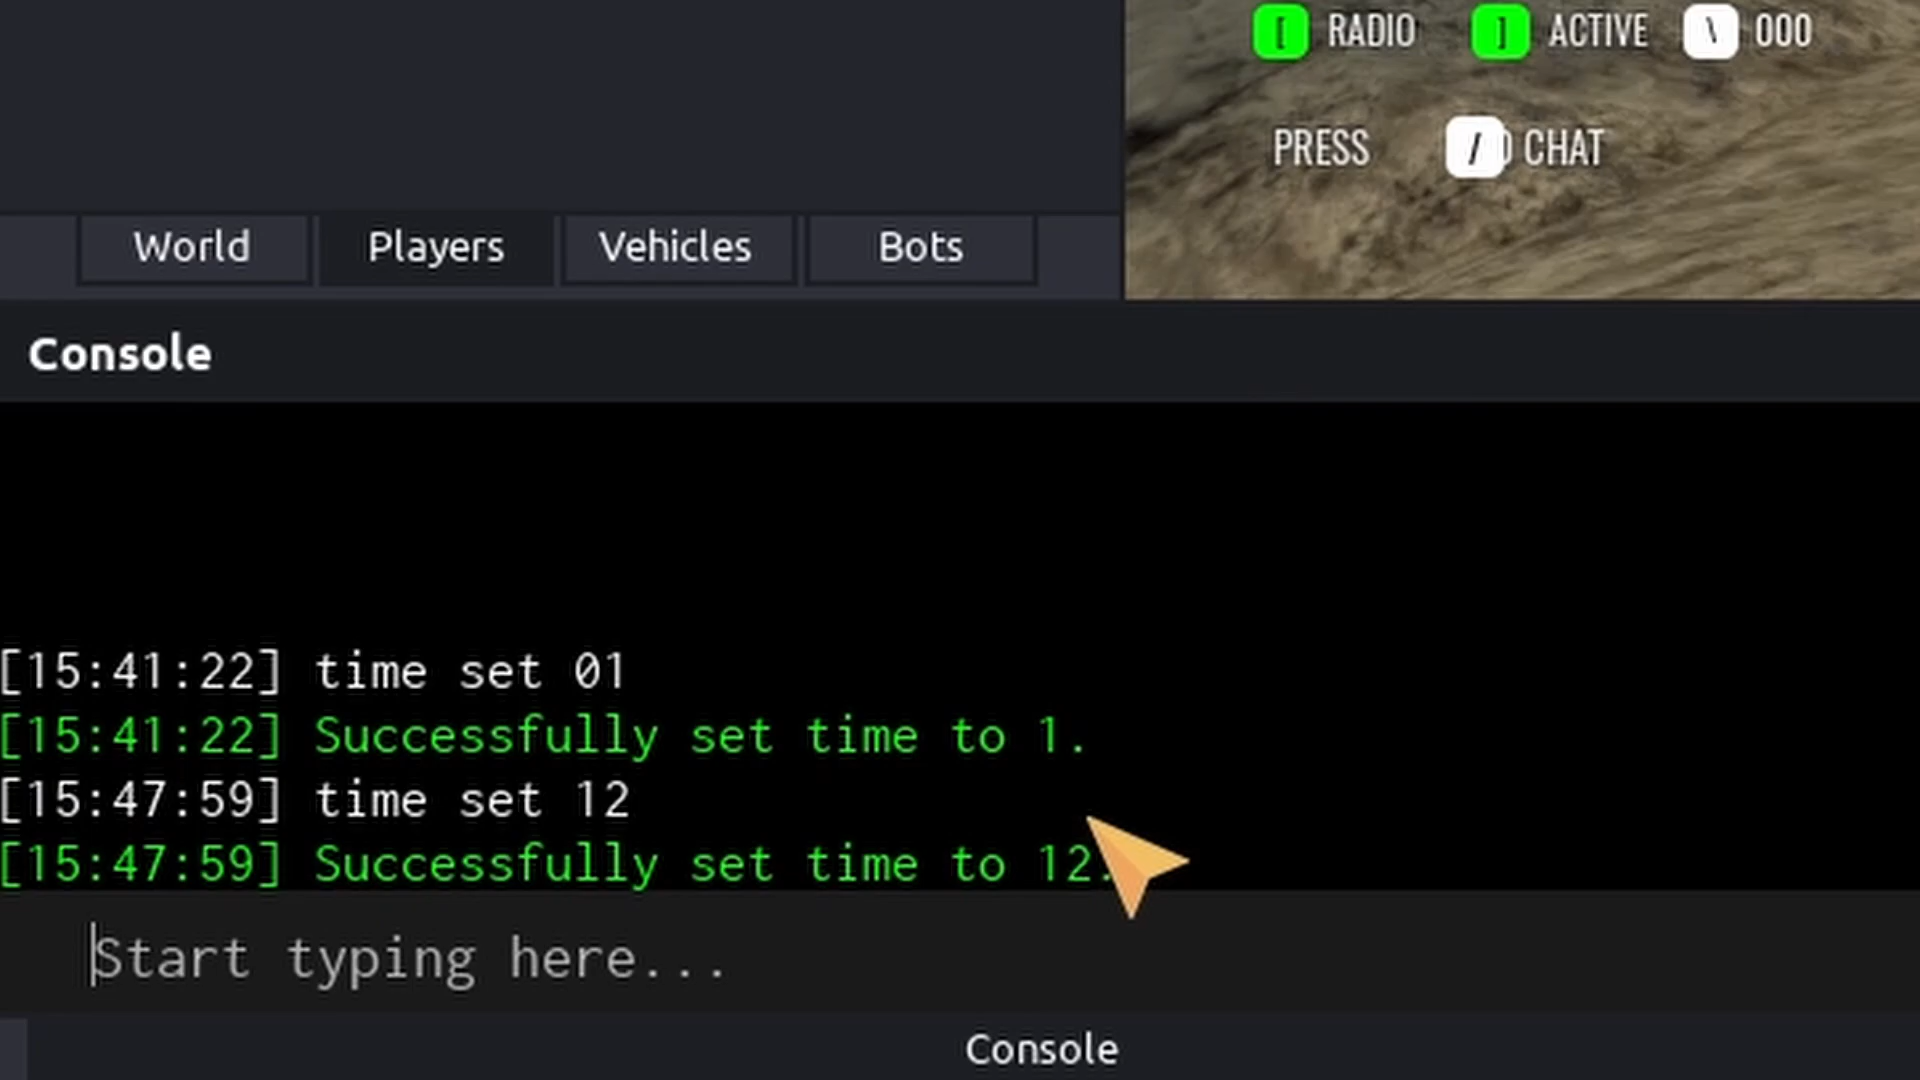 [ RADIO ] ACTIVE \ 000
PRESS / CHAT
World Players Vehicles Bots
Console
[15:41:22] time set 01
[15:41:22] Successfully set time to 1.
[15:47:59] time set 12
[15:47:59] Successfully set time to 12.
Start typing here...
Console